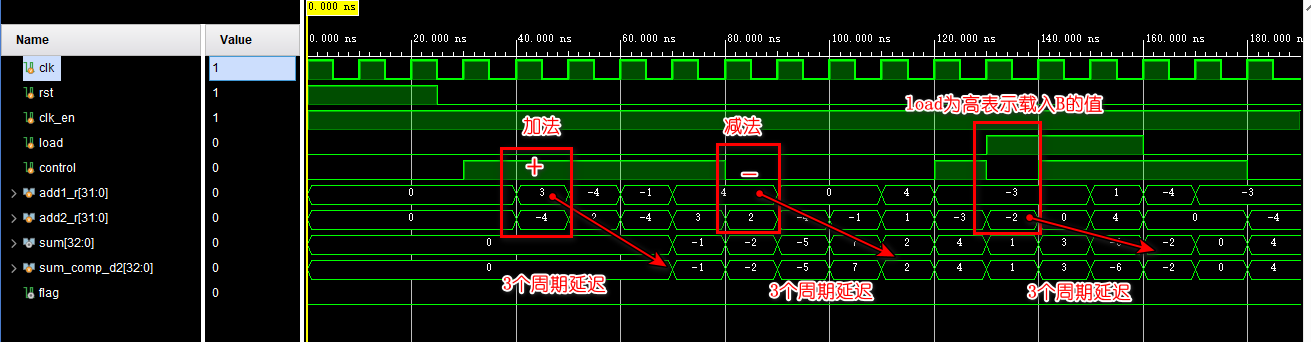 0.000 ns
Name Value
0.000 ns 20.000 ns 40.000 ns 60.000 ns 80.000 ns 100.000 ns 120.000 ns 140.000 ns 160.000 ns 180.000
clk 1
rst 1
load为高表示载入B的值
clk_en 1
加法 减法
load 0
control 0
+ −
add1_r[31:0] 0 0 3 -4 -1 4 0 4 -3 1 -4 -3
add2_r[31:0] 0 0 -4 2 -4 3 2 -4 -1 1 -3 -2 0 4 0 -4
sum[32:0] 0 0 -1 -2 -5 7 2 4 1 3 -6 -2 0 4
sum_comp_d2[32:0] 0 0 -1 -2 -5 7 2 4 1 3 -6 -2 0 4
3个周期延迟 3个周期延迟 3个周期延迟
flag 0